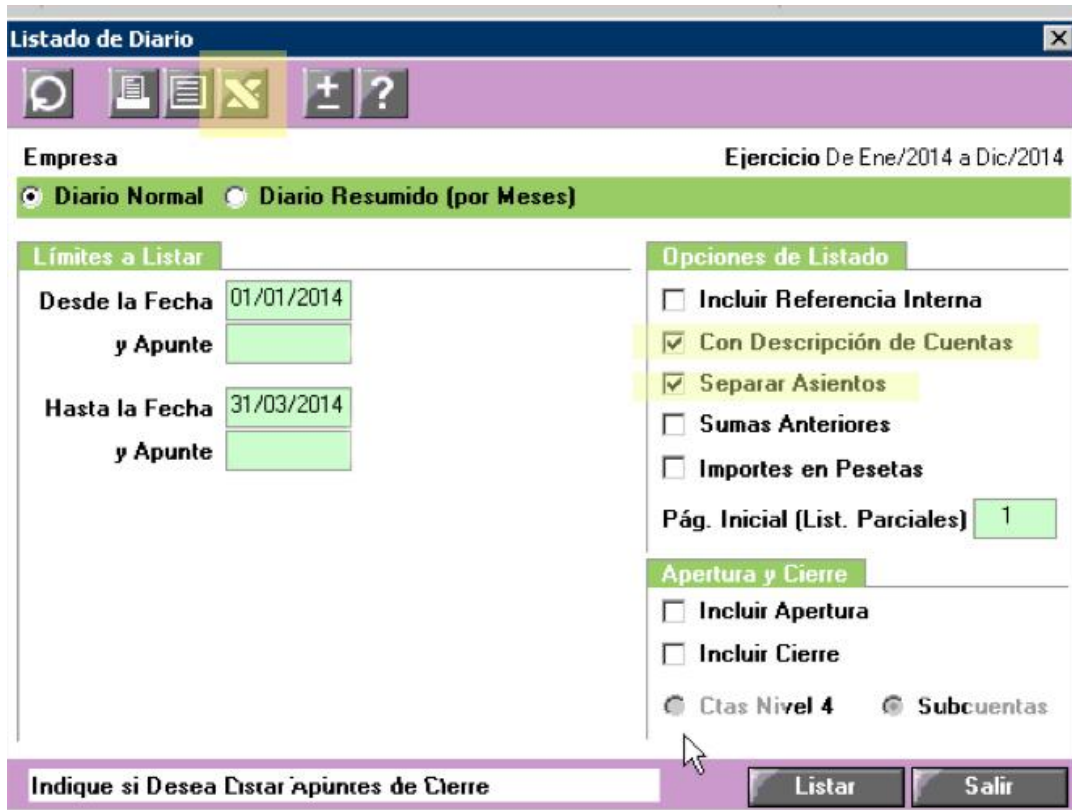 Listado de Diario
Empresa
Ejercicio De Ene/2014 a Dic/2014
Diario Normal Diario Resumido (por Meses)
Límites a Listar
Desde la Fecha 01/01/2014
y Apunte
Hasta la Fecha 31/03/2014
y Apunte
Opciones de Listado
Incluir Referencia Interna
Con Descripción de Cuentas
Separar Asientos
Sumas Anteriores
Importes en Pesetas
Pág. Inicial (List. Parciales) 1
Apertura y Cierre
Incluir Apertura
Incluir Cierre
Ctas Nivel 4 Subcuentas
Indique si Desea Listar Apuntes de Cierre
Listar Salir